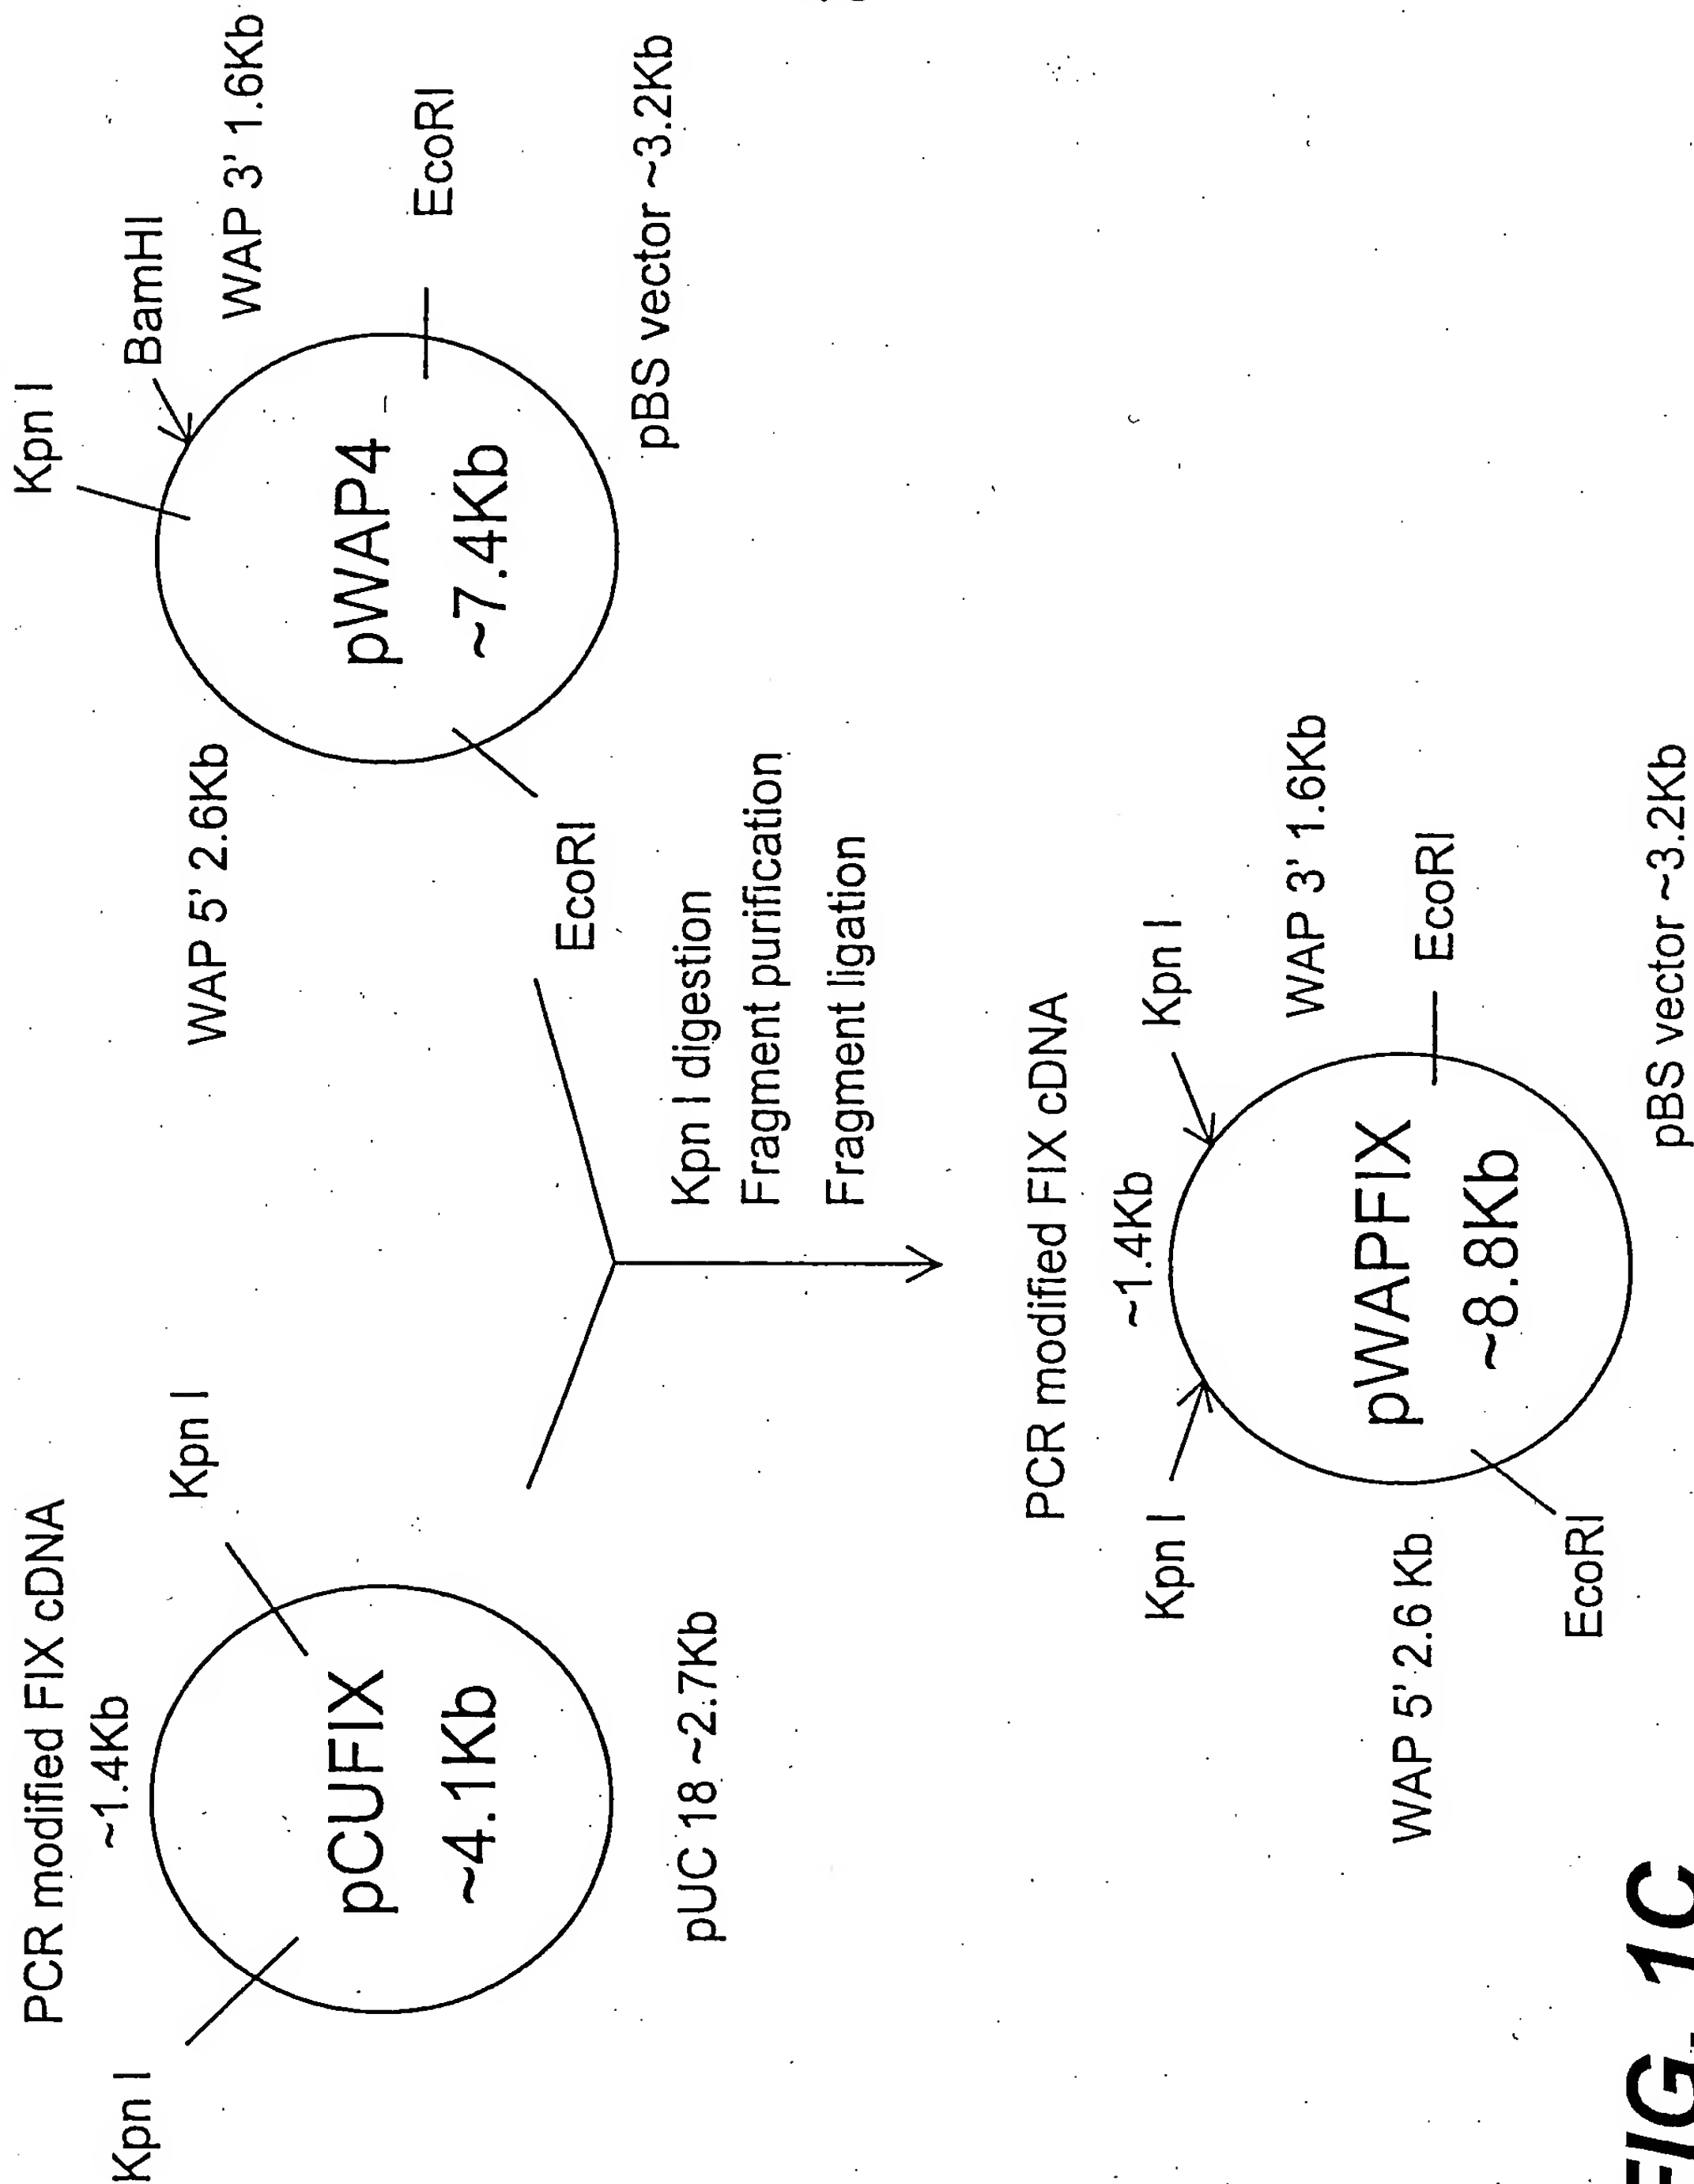 PCR modified FIX cDNA
~1.4Kb
Kpn I
Kpn I
pCUFIX
~4.1Kb
pUC 18 ~2.7Kb
Kpn I
BamHI
WAP 5' 2.6Kb
WAP 3' 1.6Kb
pWAP4
~7.4Kb
EcoRI
EcoRI
pBS vector ~3.2Kb
Kpn I digestion
Fragment purification
Fragment ligation
PCR modified FIX cDNA
~1.4Kb
Kpn I
Kpn I
WAP 5' 2.6 Kb
WAP 3' 1.6Kb
pWAPFIX
~8.8Kb
EcoRI
EcoRI
pBS vector ~3.2Kb
FIG. 1C